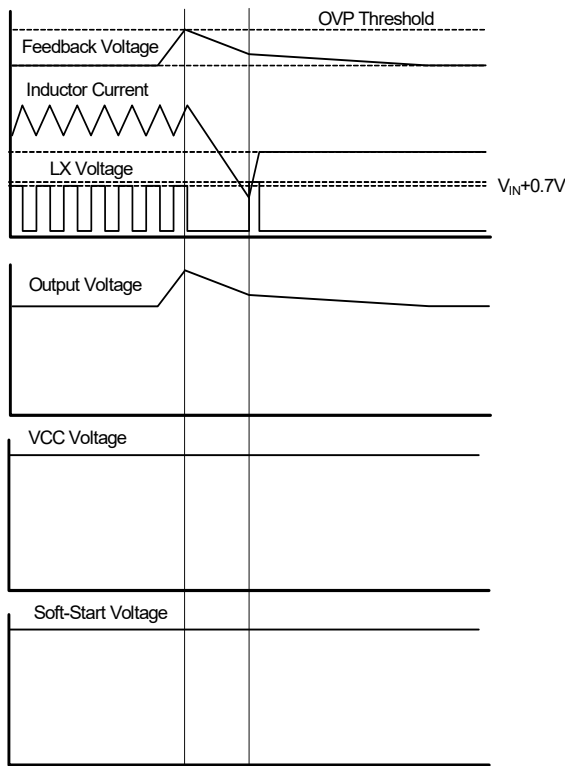 OVP Threshold
Feedback Voltage
Inductor Current
LX Voltage
VIN+0.7V
Output Voltage
VCC Voltage
Soft-Start Voltage